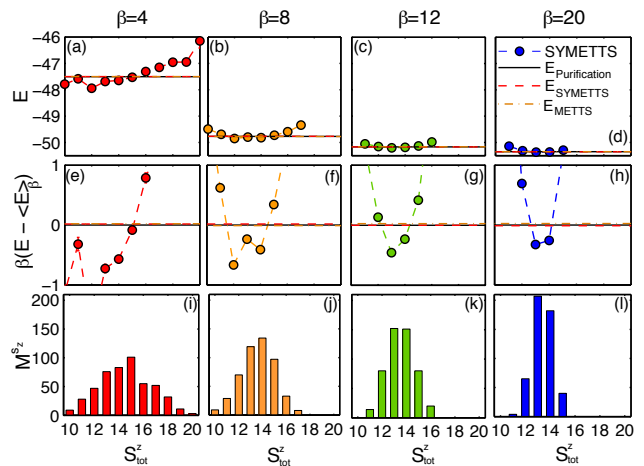 β=4 β=8 β=12 β=20
−46 −47 −48 −49 −50
E
(a) (b) (c) (d)
SYMETTS
E_Purification
E_SYMETTS
E_METTS
1 0 −1
β(E − <E>_β)
(e) (f) (g) (h)
200 150 100 50 0
M^{S_z}
(i) (j) (k) (l)
10 12 14 16 18 20 10 12 14 16 18 20 10 12 14 16 18 20 10 12 14 16 18 20
S^z_tot S^z_tot S^z_tot S^z_tot